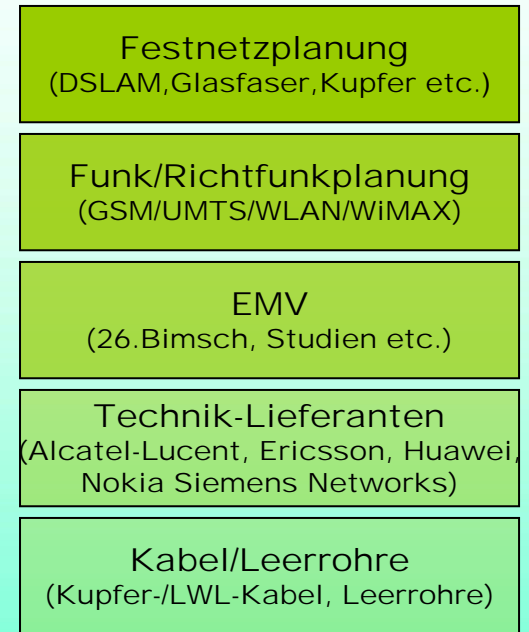 Festnetzplanung
(DSLAM,Glasfaser,Kupfer etc.)
Funk/Richtfunkplanung
(GSM/UMTS/WLAN/WiMAX)
EMV
(26.Bimsch, Studien etc.)
Technik-Lieferanten
(Alcatel-Lucent, Ericsson, Huawei,
Nokia Siemens Networks)
Kabel/Leerrohre
(Kupfer-/LWL-Kabel, Leerrohre)